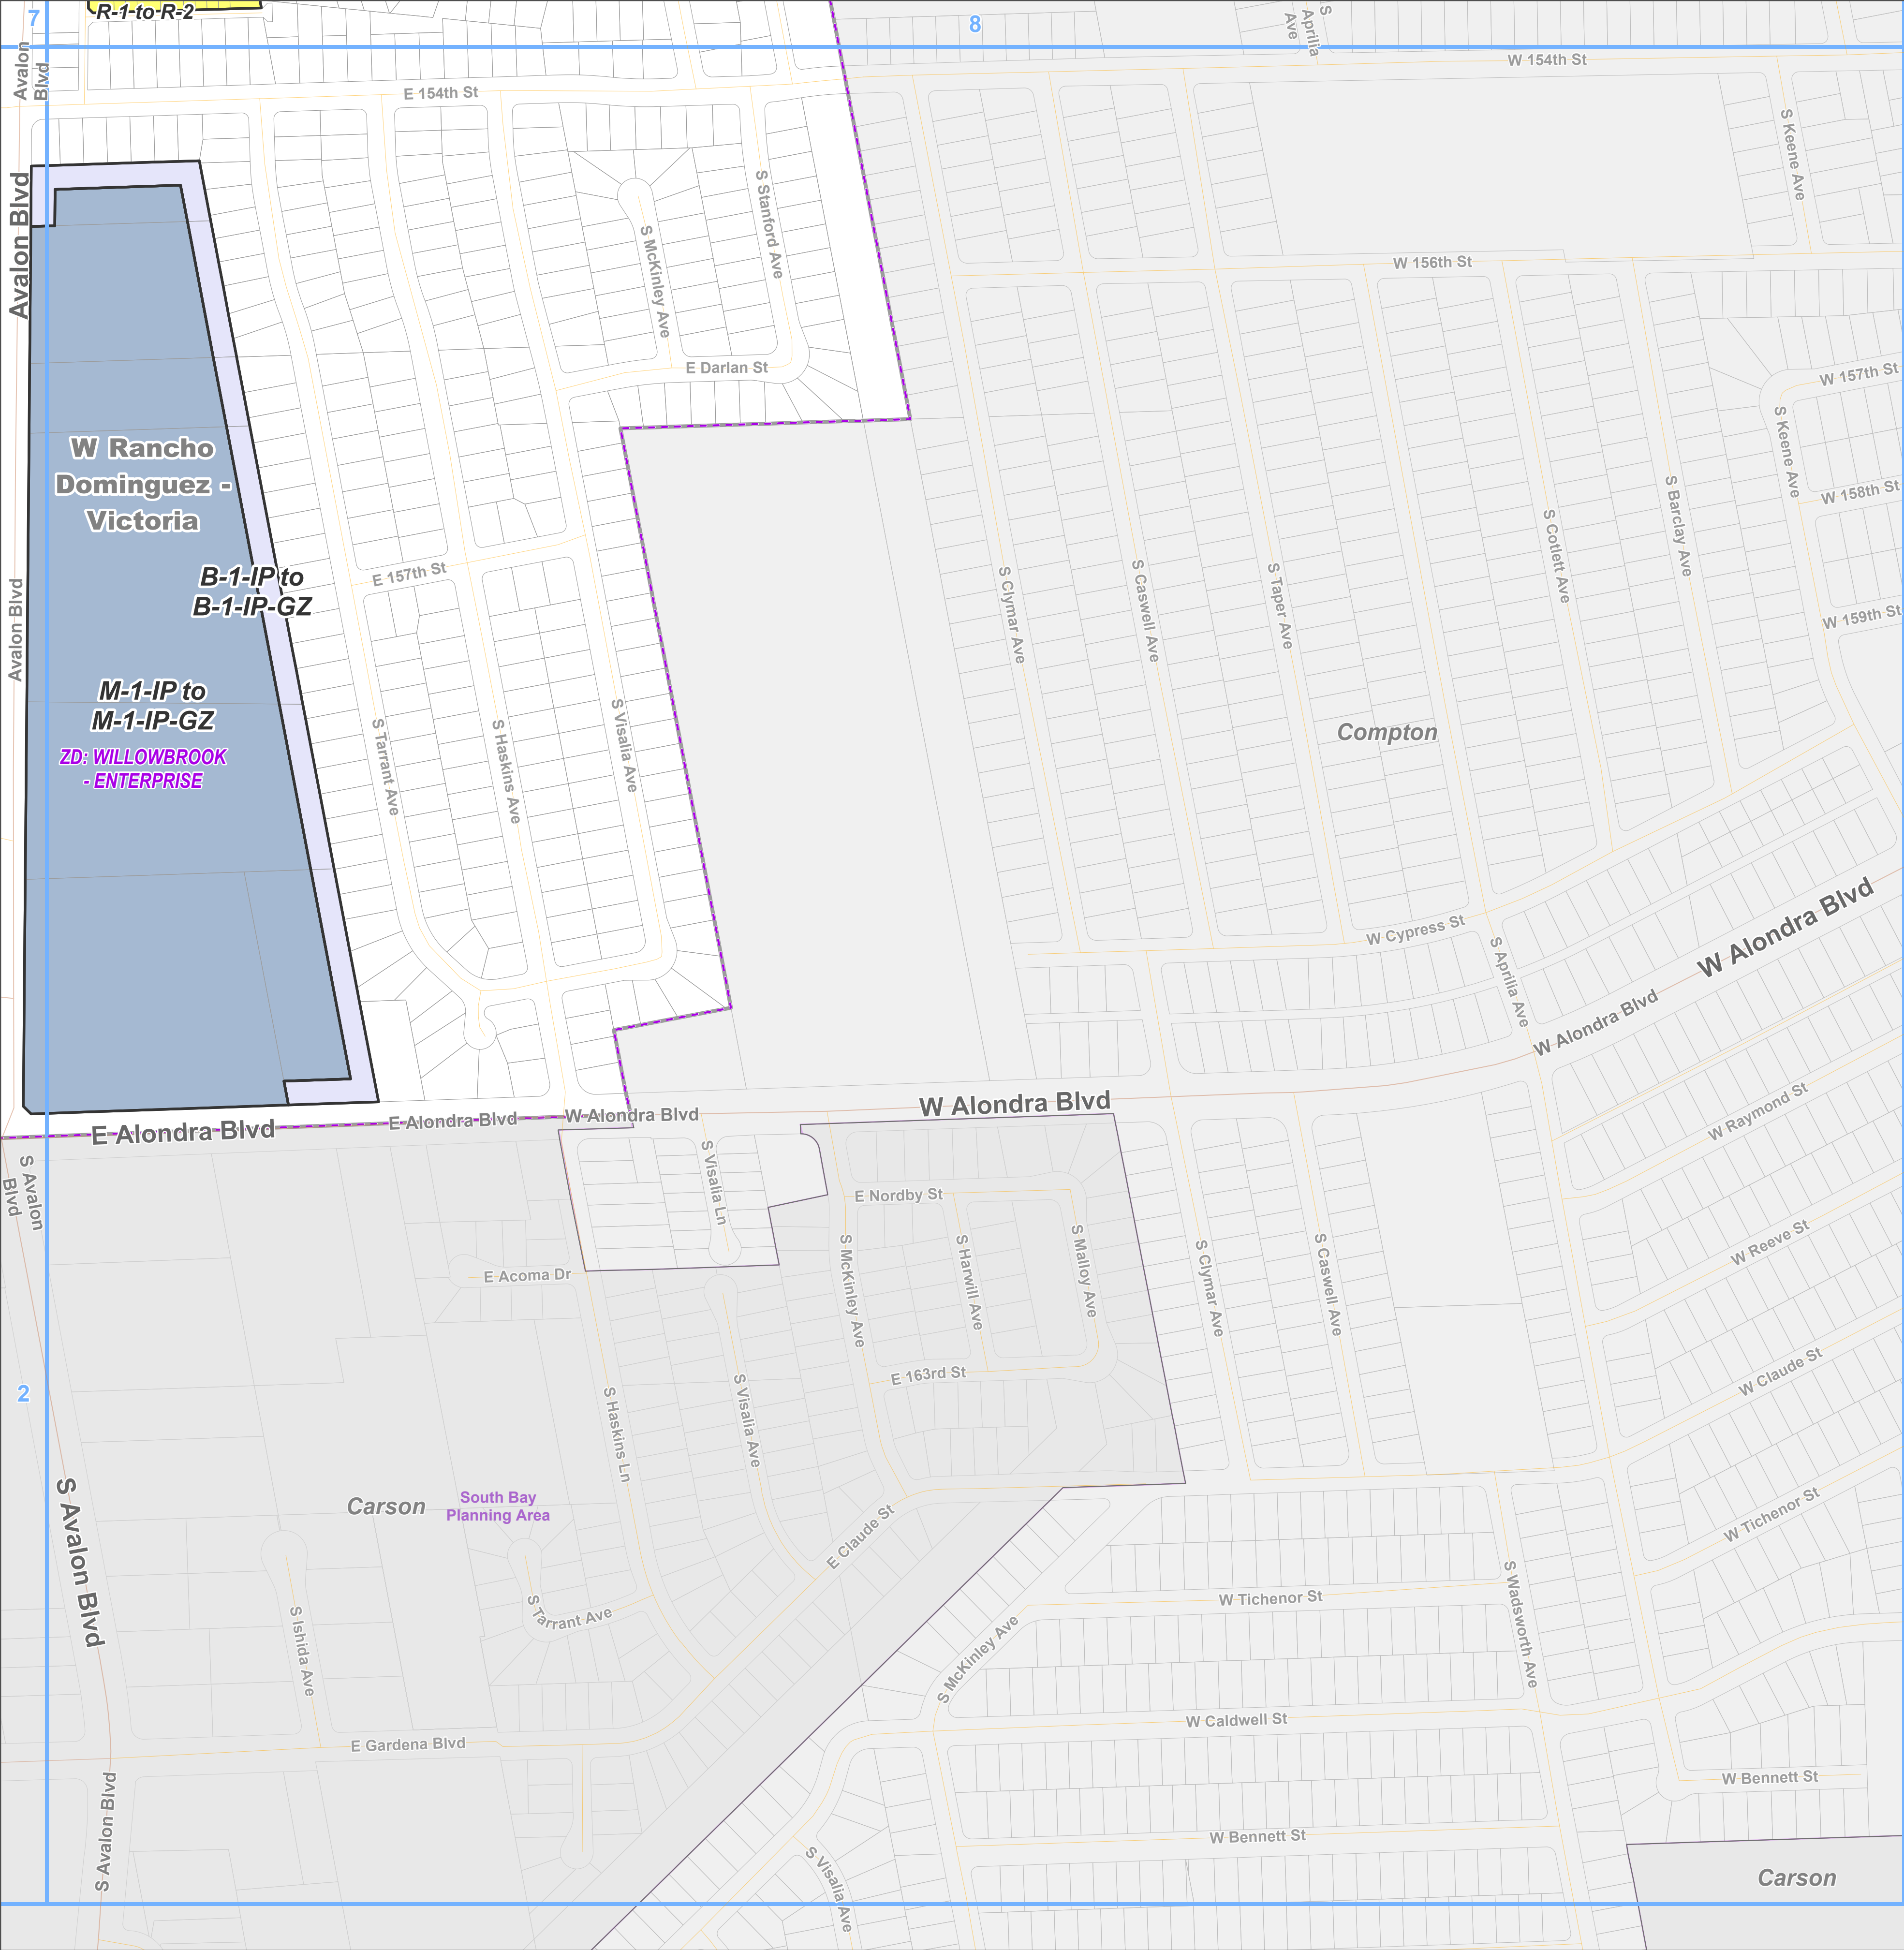 7
R-1-to-R-2
8
S
Aprilia
Ave
Avalon
Blvd
W 154th St
E 154th St
S Keene Ave
Avalon Blvd
S Stanford Ave
S McKinley Ave
W 156th St
E Darlan St
W 157th St
S Keene Ave
W Rancho
Dominguez -
Victoria
W 158th St
S Barclay Ave
S Cotlett Ave
B-1-IP to
B-1-IP-GZ
E 157th St
Avalon Blvd
S Clymar Ave
S Caswell Ave
S Taper Ave
W 159th St
M-1-IP to
M-1-IP-GZ
ZD: WILLOWBROOK
- ENTERPRISE
S Tarrant Ave
S Haskins Ave
S Visalia Ave
Compton
W Cypress St
W Alondra Blvd
S Aprilia Ave
W Alondra Blvd
W Alondra Blvd
W Alondra Blvd
E Alondra Blvd
E Alondra Blvd
W Raymond St
S Avalon
Blvd
S Visalia Ln
E Nordby St
S McKinley Ave
S Harwill Ave
S Malloy Ave
S Clymar Ave
S Caswell Ave
W Reeve St
E Acoma Dr
E 163rd St
W Claude St
2
S Haskins Ln
S Visalia Ave
South Bay
Planning Area
Carson
S Avalon Blvd
E Claude St
W Tichenor St
S Tarrant Ave
S Ishida Ave
W Tichenor St
S Wadsworth Ave
S McKinley Ave
W Caldwell St
E Gardena Blvd
W Bennett St
S Avalon Blvd
W Bennett St
S Visalia Ave
Carson